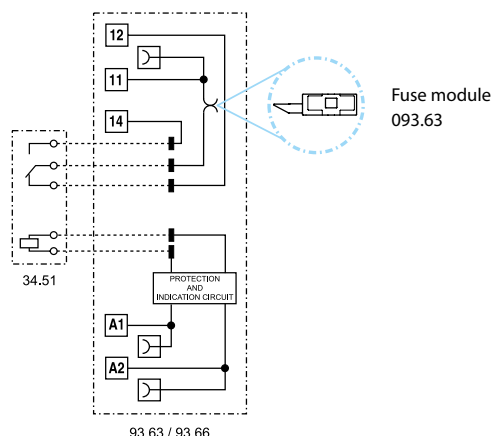 12
11
14
Fuse module
093.63
34.51
PROTECTION
AND
INDICATION CIRCUIT
A1
A2
93.63 / 93.66